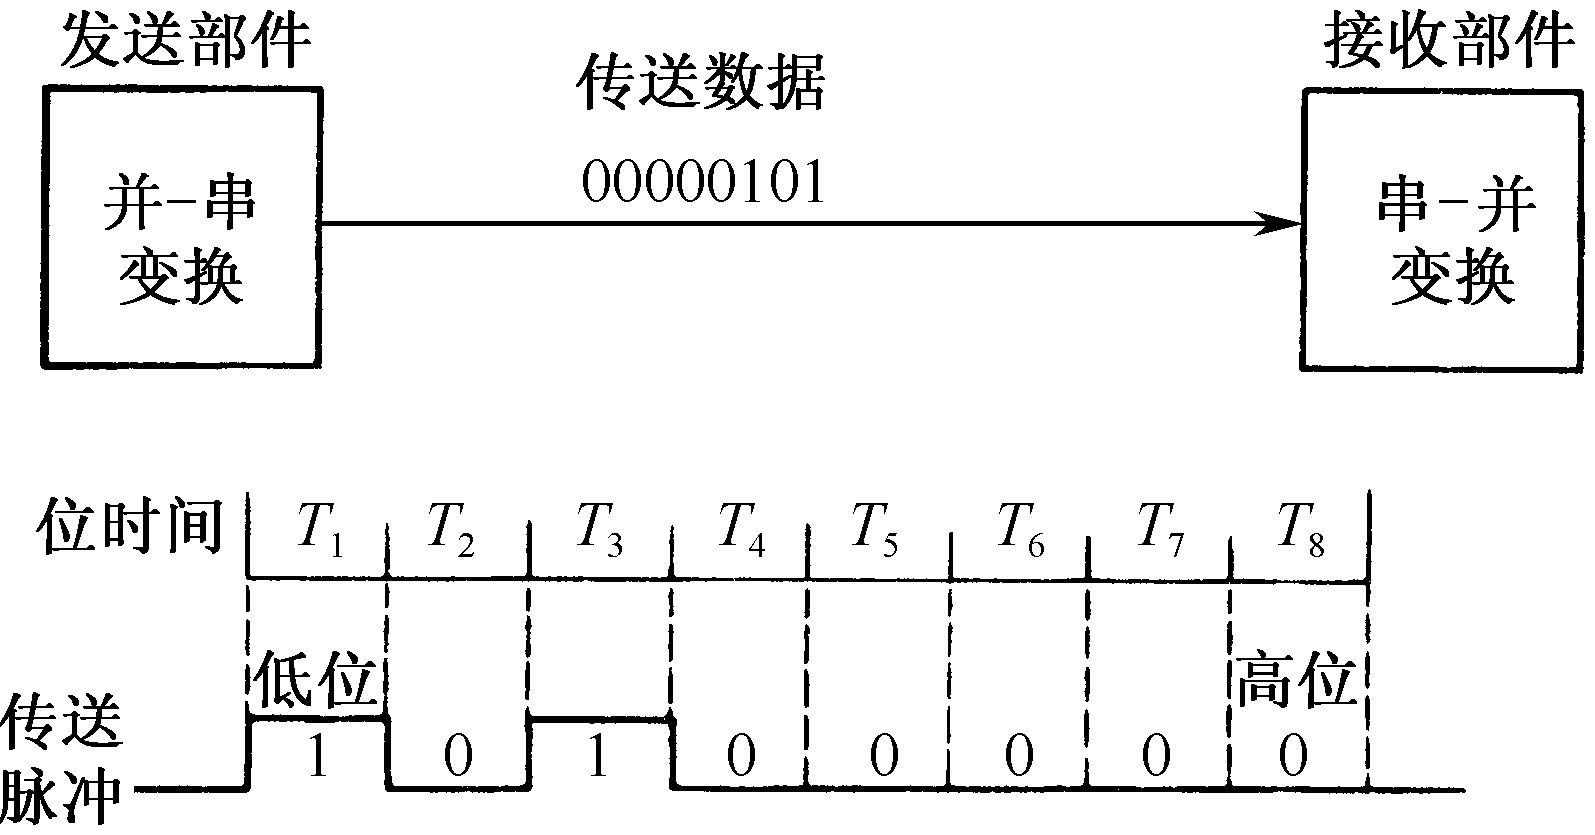 发送部件
接收部件
传送数据
00000101
并-串
变换
串-并
变换
位时间 T1 T2 T3 T4 T5 T6 T7 T8
低位 高位
传送
脉冲
1 0 1 0 0 0 0 0